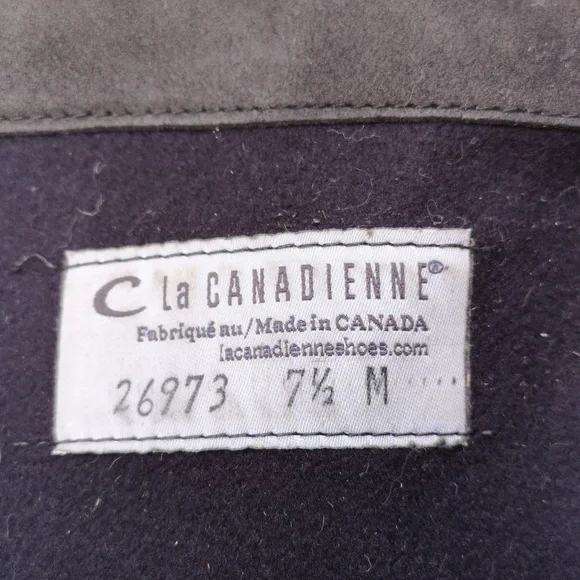 C La CANADIENNE®
Fabriqué au/Made in CANADA
lacanadienneshoes.com
26973 7½ M ....